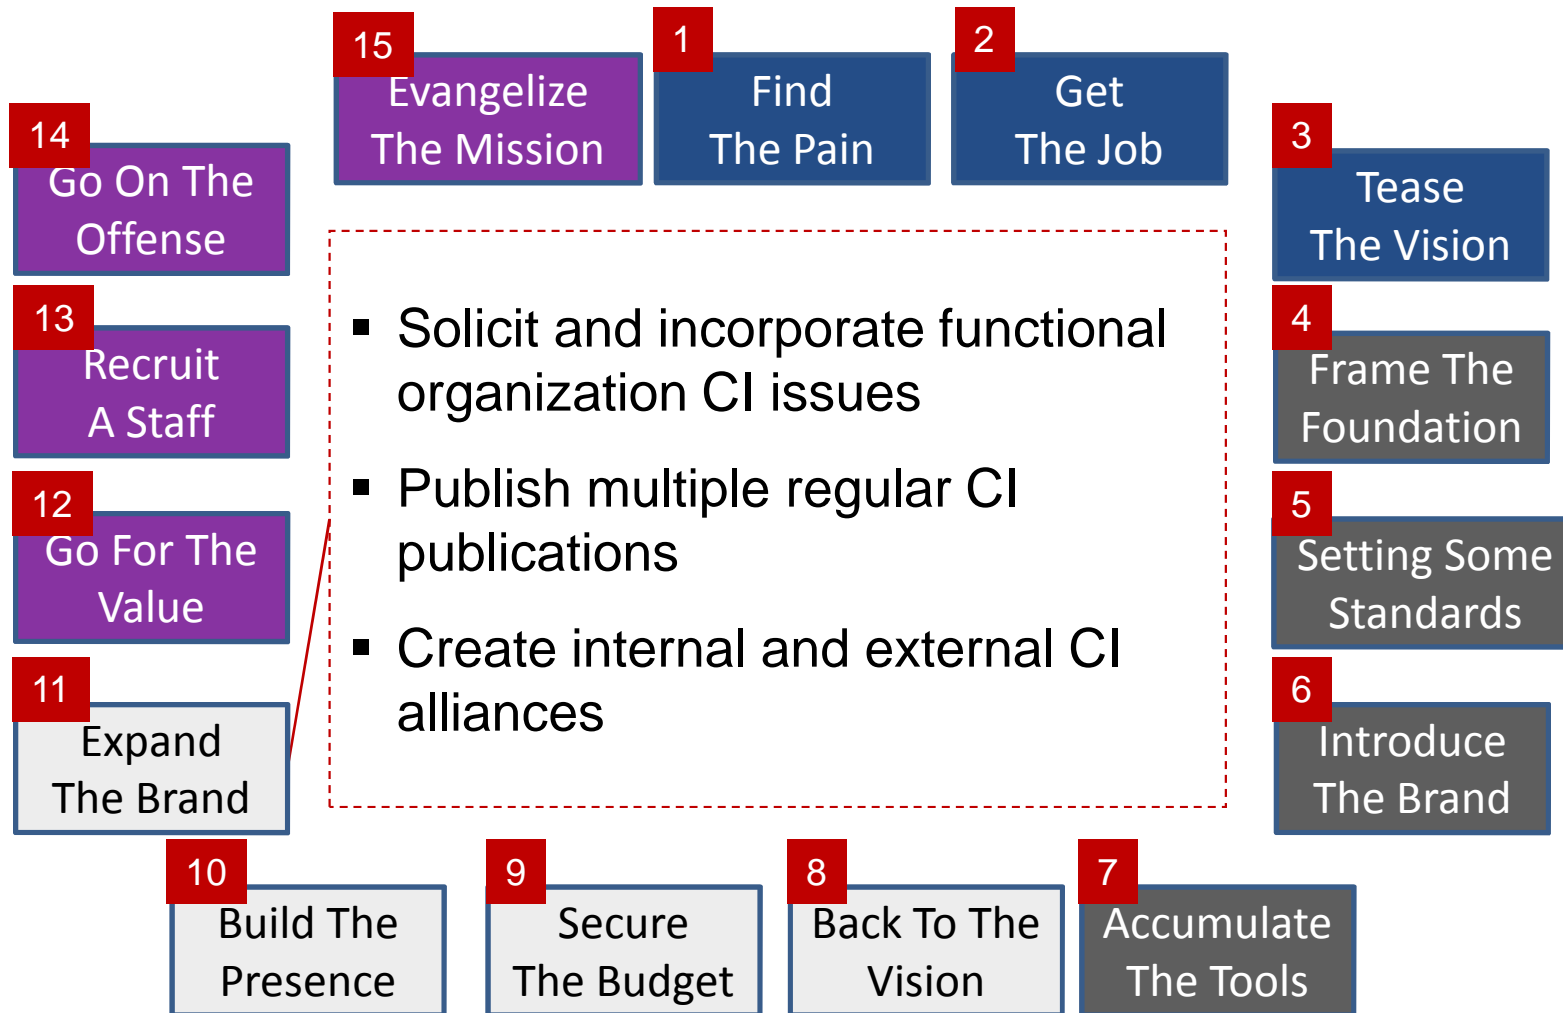 15
Evangelize
The Mission
1
Find
The Pain
2
Get
The Job
3
Tease
The Vision
4
Frame The
Foundation
5
Setting Some
Standards
6
Introduce
The Brand
7
Accumulate
The Tools
8
Back To The
Vision
9
Secure
The Budget
10
Build The
Presence
11
Expand
The Brand
12
Go For The
Value
13
Recruit
A Staff
14
Go On The
Offense
▪ Solicit and incorporate functional
organization CI issues
▪ Publish multiple regular CI
publications
▪ Create internal and external CI
alliances